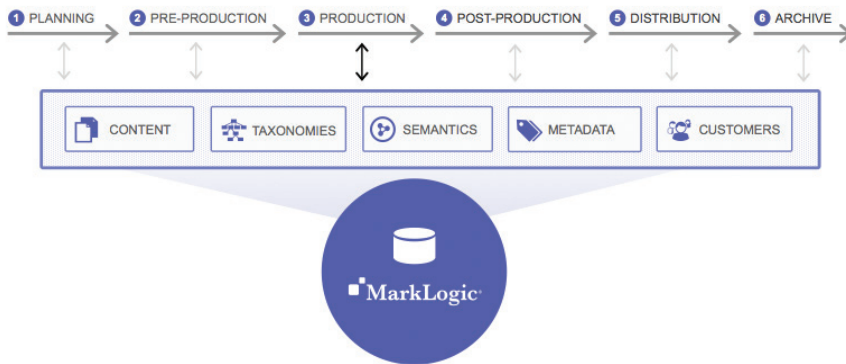 1 PLANNING 2 PRE-PRODUCTION 3 PRODUCTION 4 POST-PRODUCTION 5 DISTRIBUTION 6 ARCHIVE
CONTENT TAXONOMIES SEMANTICS METADATA CUSTOMERS
MarkLogic®